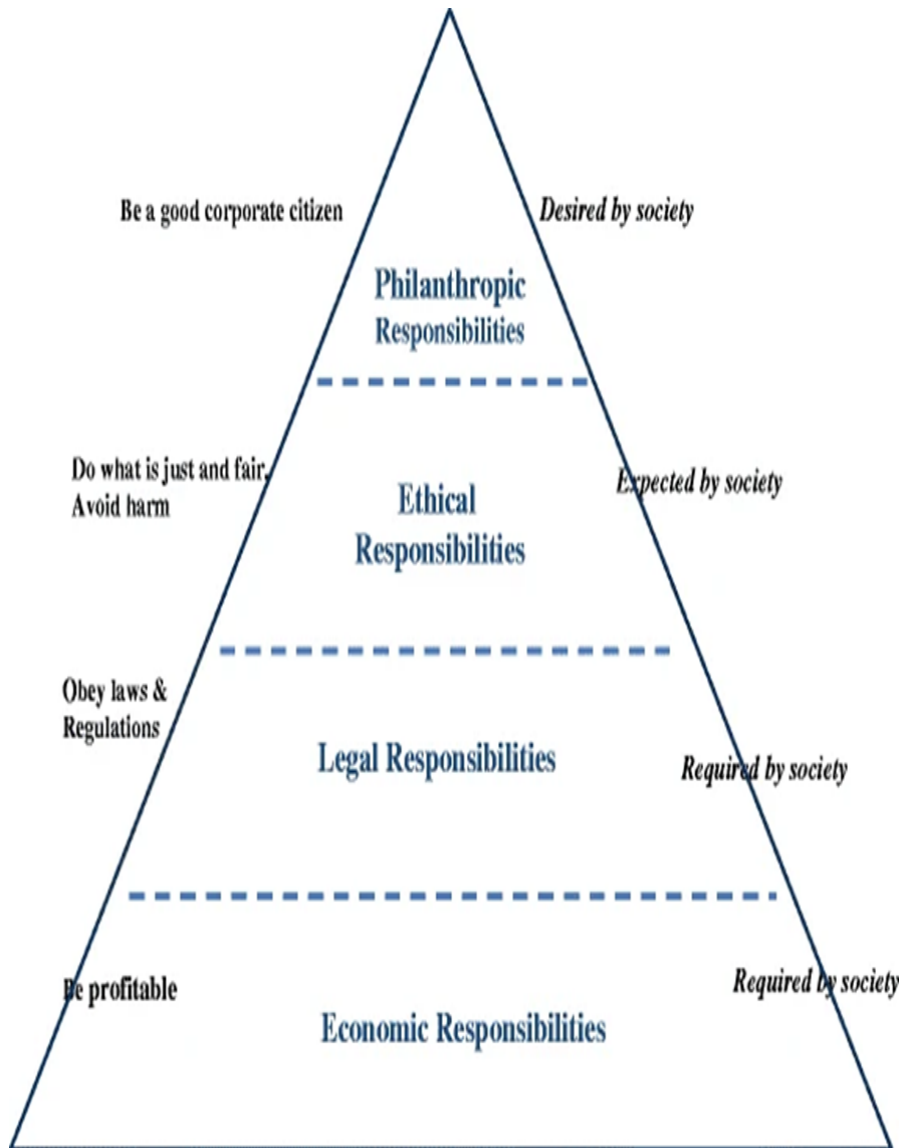 Be a good corporate citizen
Desired by society
Philanthropic
Responsibilities
Do what is just and fair,
Avoid harm
Expected by society
Ethical
Responsibilities
Obey laws &
Regulations
Legal Responsibilities
Required by society
Be profitable
Required by society
Economic Responsibilities